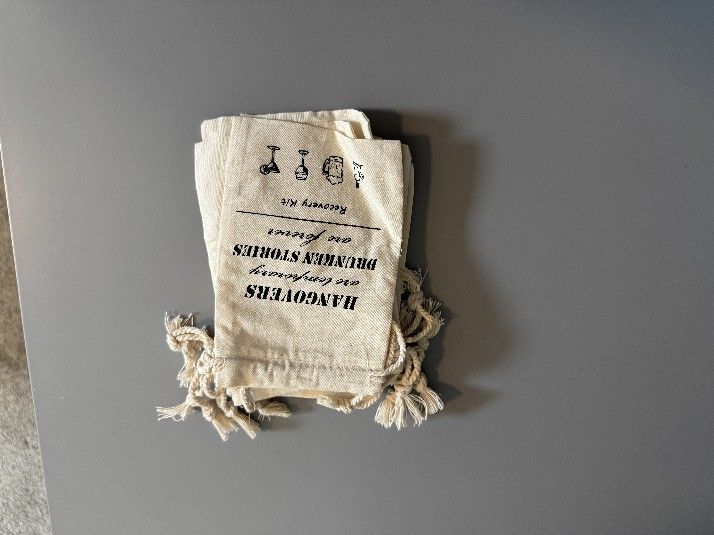 HANGOVERS
are temporary
DRUNKEN STORIES
are forever
Recovery Kit